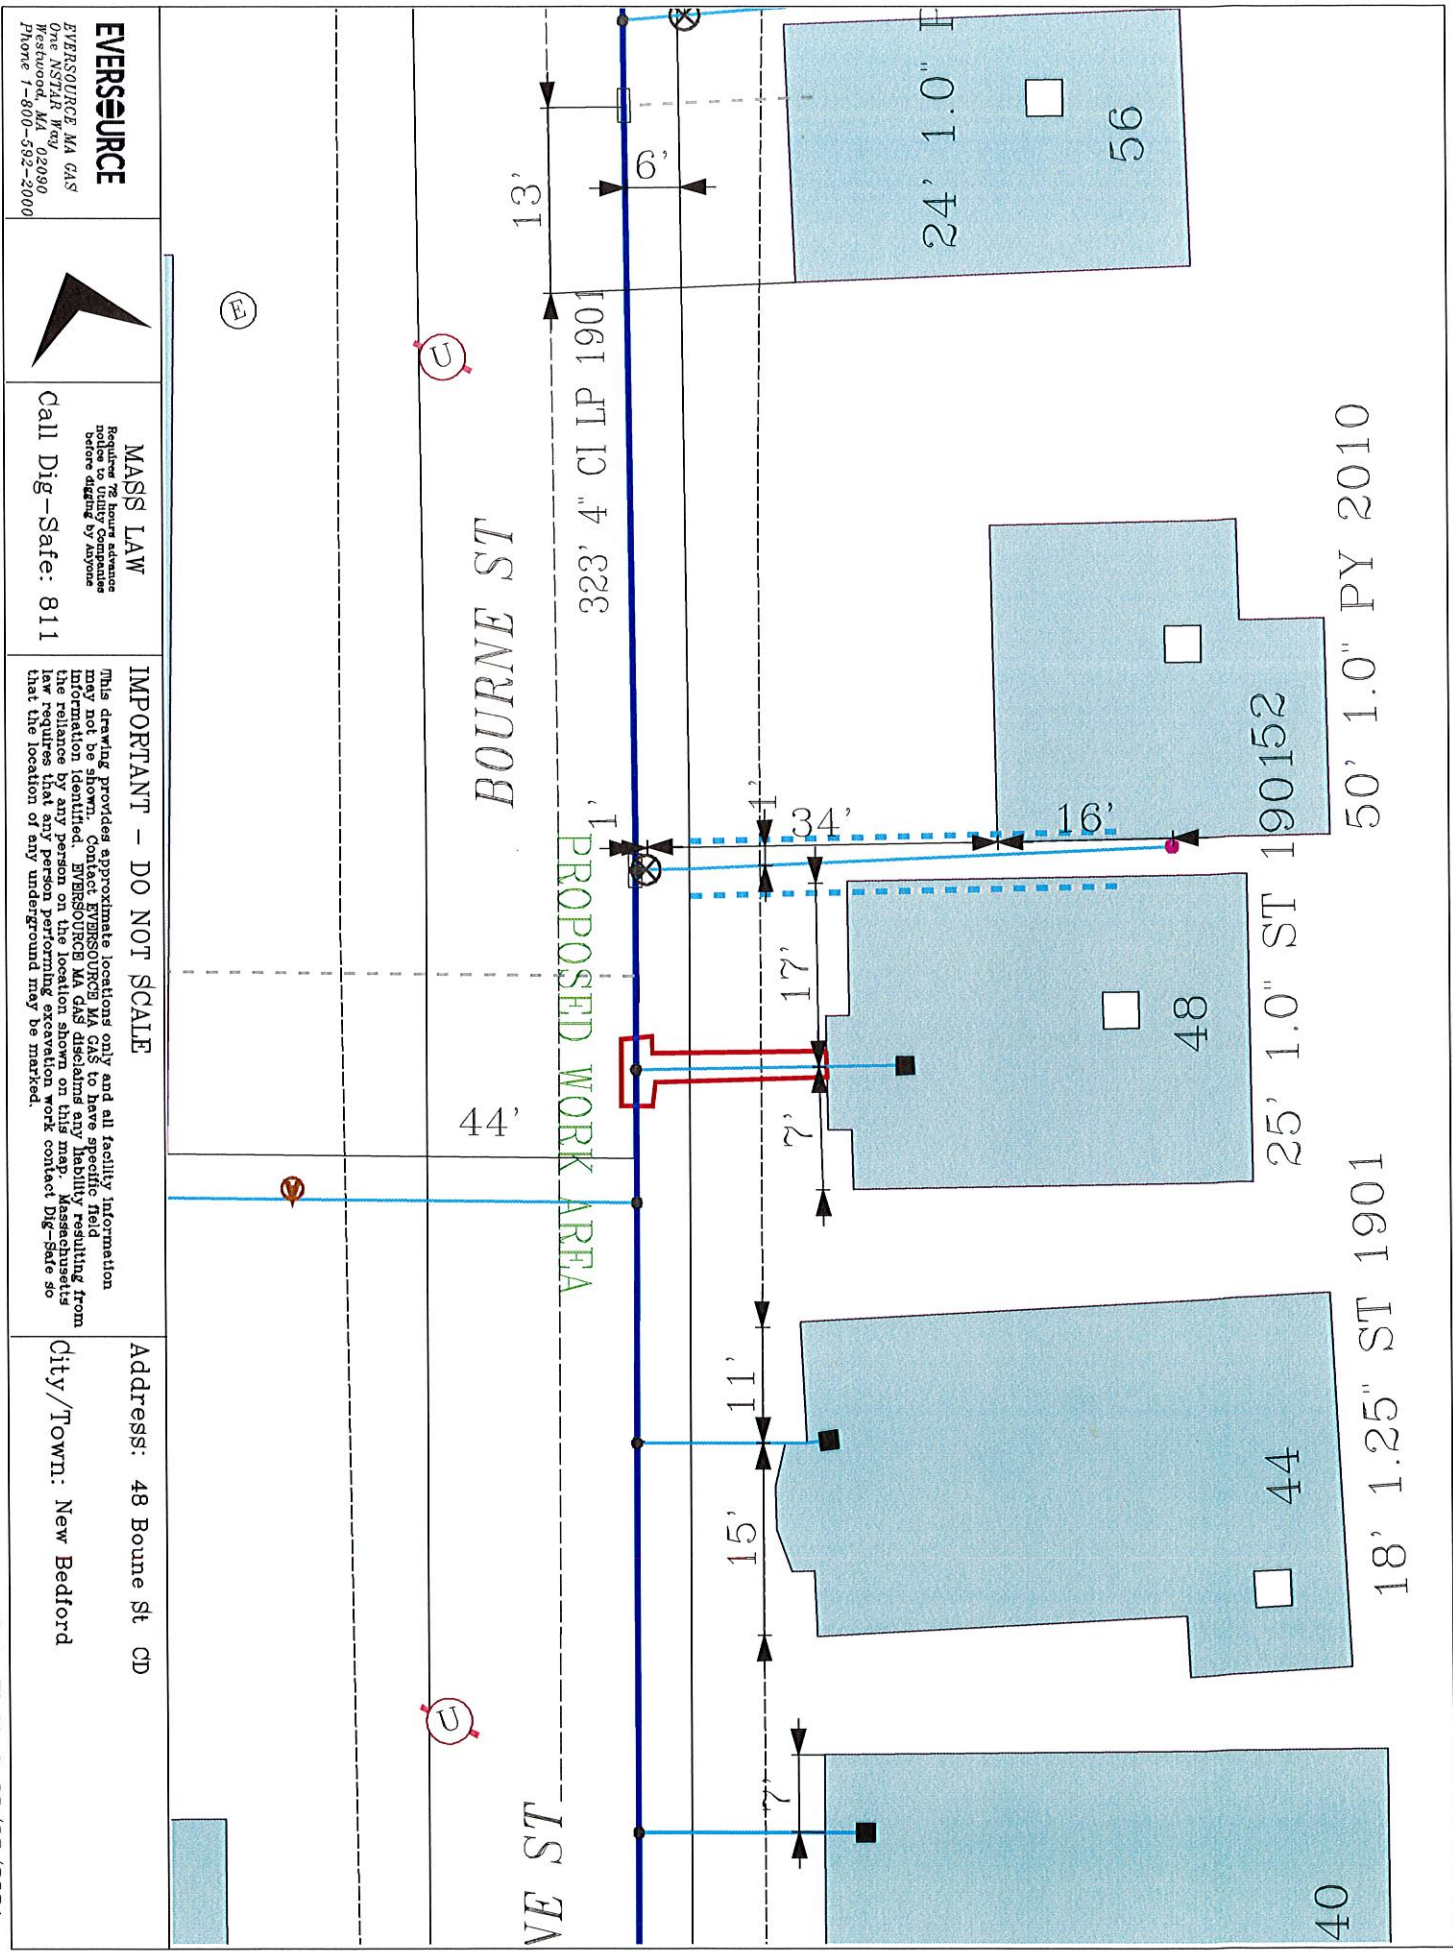 24' 1.0" 
56
6'
13'
323' 4" CI LP 1901
BOURNE ST
50' 1.0" PY 2010
190152
1'
1'
34'
16'
17'
7'
48
25' 1.0" ST
PROPOSED WORK AREA
44'
18' 1.25" ST 1901
11'
15'
44
7'
40
NE ST
E
U
U
EVERSOURCE
EVERSOURCE MA GAS
One NSTAR Way
Westwood, MA 02090
Phone 1-800-592-2000
MASS LAW
Requires 72 hours advance
notice to Utility Companies
before digging by Anyone
Call Dig-Safe: 811
IMPORTANT - DO NOT SCALE
This drawing provides approximate locations only and all facility information
may not be shown. Contact EVERSOURCE MA GAS to have specific field
information identified. EVERSOURCE MA GAS disclaims any liability resulting from
the reliance by any person on the location shown on this map. Massachusetts
law requires that any person performing excavation work contact Dig-Safe so
that the location of any underground may be marked.
Address: 48 Boune St CD
City/Town: New Bedford